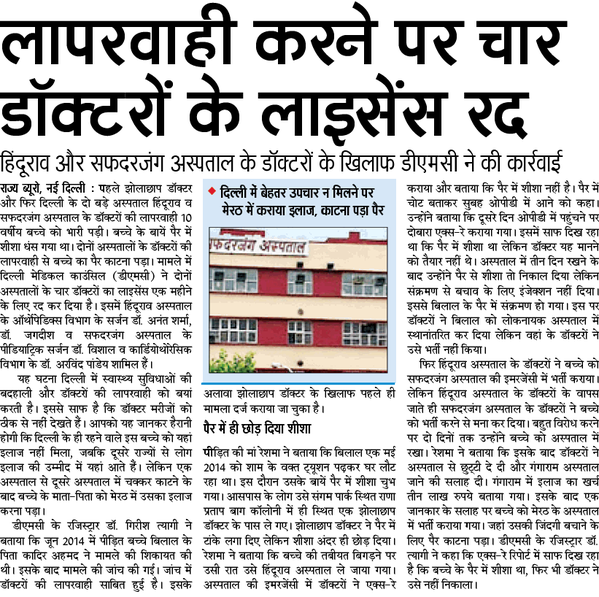 लापरवाही करने पर चार
डॉक्टरों के लाइसेंस रद
हिंदूराव और सफदरजंग अस्पताल के डॉक्टरों के खिलाफ डीएमसी ने की कार्रवाई
राज्य ब्यूरो, नई दिल्ली : पहले झोलाछाप डॉक्टर
और फिर दिल्ली के दो बड़े अस्पताल हिंदूराव व
सफदरजंग अस्पताल के डॉक्टरों की लापरवाही 10
वर्षीय बच्चे को भारी पड़ी। बच्चे के बायें पैर में
शीशा धंस गया था। दोनों अस्पतालों के डॉक्टरों की
लापरवाही से बच्चे का पैर काटना पड़ा। मामले में
दिल्ली मेडिकल काउंसिल (डीएमसी) ने दोनों
अस्पतालों के चार डॉक्टरों का लाइसेंस एक महीने
के लिए रद कर दिया है। इसमें हिंदूराव अस्पताल
के ऑर्थोपेडिक्स विभाग के सर्जन डॉ. अनंत शर्मा,
डॉ. जगदीश व सफदरजंग अस्पताल के
पीडियाट्रिक सर्जन डॉ. विशाल व कार्डियोथोरेसिक
विभाग के डॉ. अरविंद पांडेय शामिल हैं।
यह घटना दिल्ली में स्वास्थ्य सुविधाओं की
बदहाली और डॉक्टरों की लापरवाही को बयां
करती है। इससे साफ है कि डॉक्टर मरीजों को
ठीक से नहीं देखते हैं। आपको यह जानकर हैरानी
होगी कि दिल्ली के ही रहने वाले इस बच्चे को यहां
इलाज नहीं मिला, जबकि दूसरे राज्यों से लोग
इलाज की उम्मीद में यहां आते हैं। लेकिन एक
अस्पताल से दूसरे अस्पताल में चक्कर काटने के
बाद बच्चे के माता-पिता को मेरठ में उसका इलाज
करना पड़ा।
डीएमसी के रजिस्ट्रार डॉ. गिरीश त्यागी ने
बताया कि जून 2014 में पीड़ित बच्चे बिलाल के
पिता कादिर अहमद ने मामले की शिकायत की
थी। इसके बाद मामले की जांच की गई। जांच में
डॉक्टरों की लापरवाही साबित हुई है। इसके
◆ दिल्ली में बेहतर उपचार न मिलने पर
मेरठ में कराया इलाज, काटना पड़ा पैर
सफदरजंग अस्पताल
अलावा झोलाछाप डॉक्टर के खिलाफ पहले ही
मामला दर्ज कराया जा चुका है।
पैर में ही छोड़ दिया शीशा
पीड़ित की मां रेशमा ने बताया कि बिलाल एक मई
2014 को शाम के वक्त ट्यूशन पढ़कर घर लौट
रहा था। इस दौरान उसके बायें पैर में शीशा चुभ
गया। आसपास के लोग उसे संगम पार्क स्थित राणा
प्रताप बाग कॉलोनी में ही स्थित एक झोलाछाप
डॉक्टर के पास ले गए। झोलाछाप डॉक्टर ने पैर में
टांके लगा दिए लेकिन शीशा अंदर ही छोड़ दिया।
रेशमा ने बताया कि बच्चे की तबीयत बिगड़ने पर
उसी रात उसे हिंदूराव अस्पताल ले जाया गया।
अस्पताल की इमरजेंसी में डॉक्टरों ने एक्स-रे
कराया और बताया कि पैर में शीशा नहीं है। पैर में
चोट बताकर सुबह ओपीडी में आने को कहा।
उन्होंने बताया कि दूसरे दिन ओपीडी में पहुंचने पर
दोबारा एक्स-रे कराया गया। इसमें साफ दिख रहा
था कि पैर में शीशा था लेकिन डॉक्टर यह मानने
को तैयार नहीं थे। अस्पताल में तीन दिन रखने के
बाद उन्होंने पैर से शीशा तो निकाल दिया लेकिन
संक्रमण से बचाव के लिए इंजेक्शन नहीं दिया।
इससे बिलाल के पैर में संक्रमण हो गया। इस पर
डॉक्टरों ने बिलाल को लोकनायक अस्पताल में
स्थानांतरित कर दिया लेकिन वहां के डॉक्टरों ने
उसे भर्ती नहीं किया।
फिर हिंदूराव अस्पताल के डॉक्टरों ने बच्चे को
सफदरजंग अस्पताल की इमरजेंसी में भर्ती कराया।
लेकिन हिंदूराव अस्पताल के डॉक्टरों के वापस
जाते ही सफदरजंग अस्पताल के डॉक्टरों ने बच्चे
को भर्ती करने से मना कर दिया। बहुत विरोध करने
पर दो दिनों तक उन्होंने बच्चे को अस्पताल में
रखा। रेशमा ने बताया कि इसके बाद डॉक्टरों ने
अस्पताल से छुट्टी दे दी और गंगाराम अस्पताल
जाने की सलाह दी। गंगाराम में इलाज का खर्च
तीन लाख रुपये बताया गया। इसके बाद एक
जानकार के सलाह पर बच्चे को मेरठ के अस्पताल
में भर्ती कराया गया। जहां उसकी जिंदगी बचाने के
लिए पैर काटना पड़ा। डीएमसी के रजिस्ट्रार डॉ.
त्यागी ने कहा कि एक्स-रे रिपोर्ट में साफ दिख रहा
है कि बच्चे के पैर में शीशा था, फिर भी डॉक्टर ने
उसे नहीं निकाला।